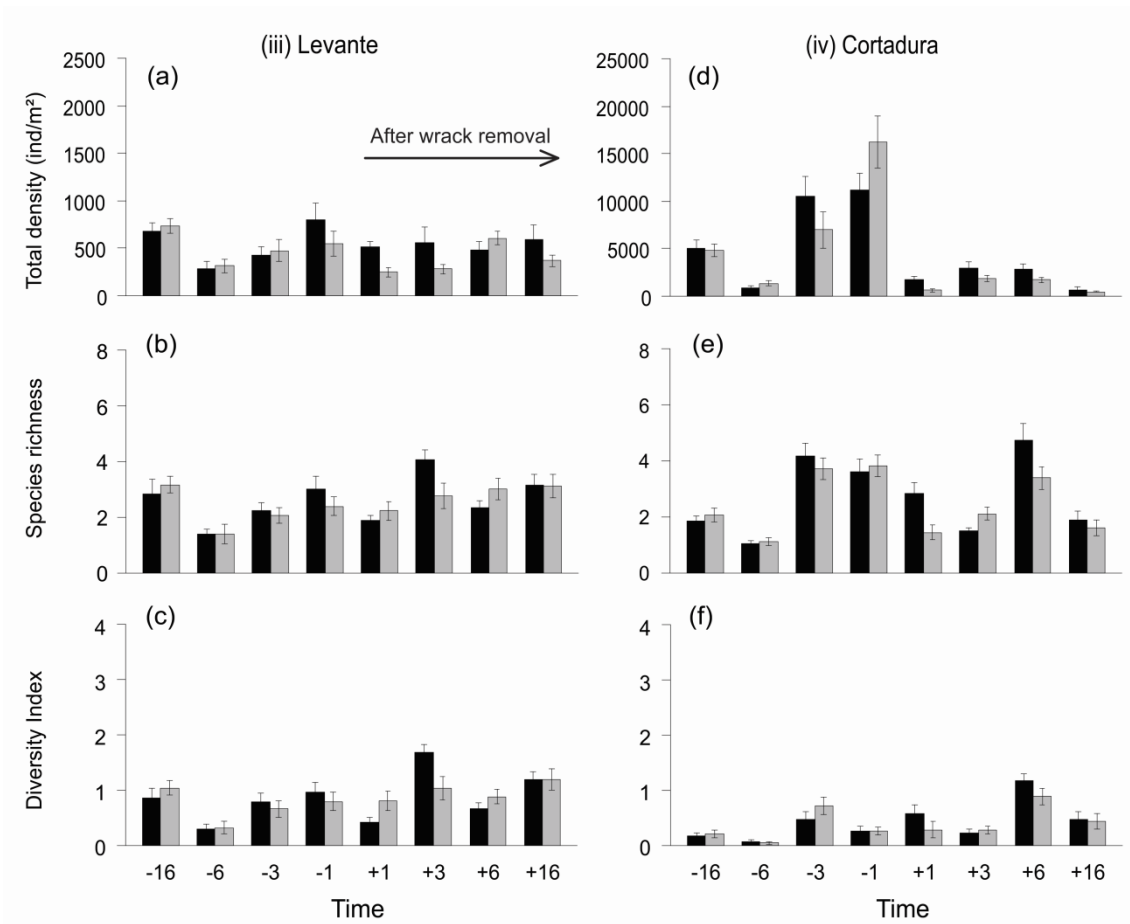 (iii) Levante
(iv) Cortadura
(a)
Total density (ind/m²)
2500
2000
1500
1000
500
0
After wrack removal
(d)
25000
20000
15000
10000
5000
0
(b)
Species richness
8
6
4
2
0
(e)
8
6
4
2
0
(c)
Diversity Index
4
3
2
1
0
(f)
4
3
2
1
0
-16 -6 -3 -1 +1 +3 +6 +16
Time
-16 -6 -3 -1 +1 +3 +6 +16
Time